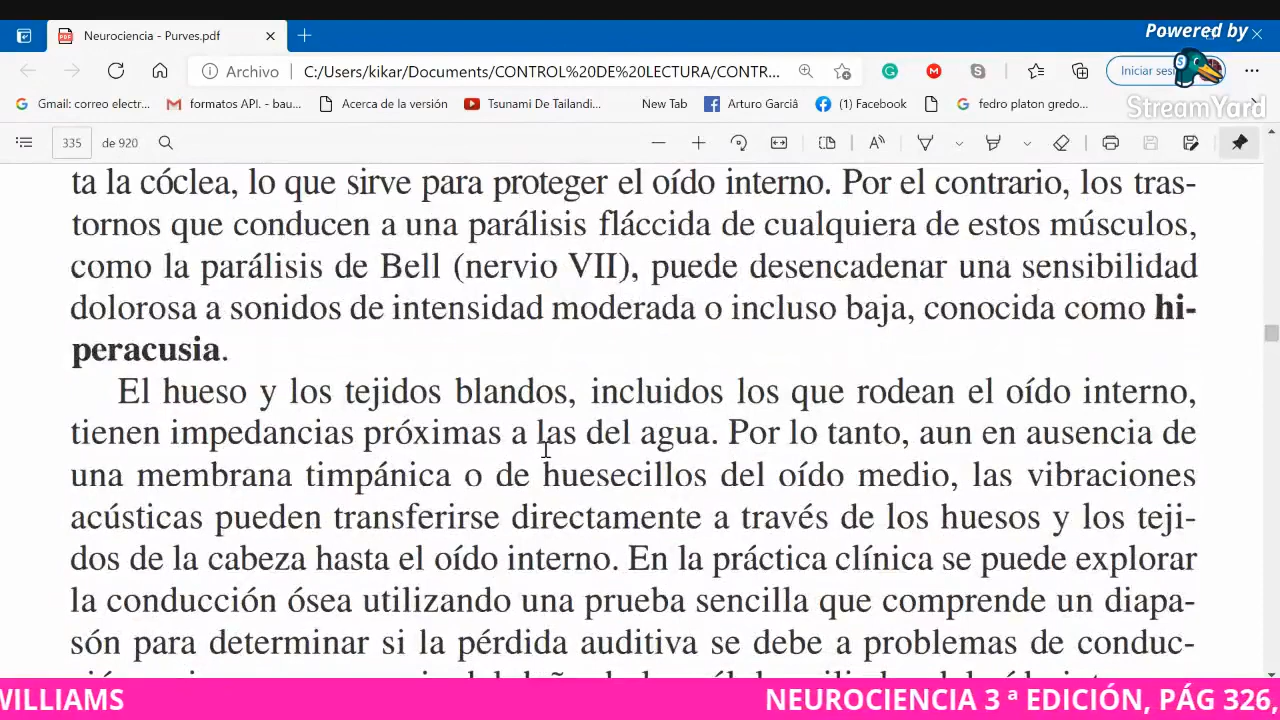 Powered by
Neurociencia - Purves.pdf
Archivo
C:/Users/kikar/Documents/CONTROL%20DE%20LECTURA/CONTR...
Iniciar
StreamYard
Gmail: correo electr...
formatos API. - bau...
Acerca de la versión
Tsunami De Tailandi...
New Tab
Arturo Garciâ
(1) Facebook
fedro platon gredo...
335 de 920
ta la cóclea, lo que sirve para proteger el oído interno. Por el contrario, los tras-
tornos que conducen a una parálisis fláccida de cualquiera de estos músculos,
como la parálisis de Bell (nervio VII), puede desencadenar una sensibilidad
dolorosa a sonidos de intensidad moderada o incluso baja, conocida como hi-
peracusia.
El hueso y los tejidos blandos, incluidos los que rodean el oído interno,
tienen impedancias próximas a las del agua. Por lo tanto, aun en ausencia de
una membrana timpánica o de huesecillos del oído medio, las vibraciones
acústicas pueden transferirse directamente a través de los huesos y los teji-
dos de la cabeza hasta el oído interno. En la práctica clínica se puede explorar
la conducción ósea utilizando una prueba sencilla que comprende un diapa-
són para determinar si la pérdida auditiva se debe a problemas de conduc-
WILLIAMS
NEUROCIENCIA 3 ª EDICIÓN, PÁG 326,